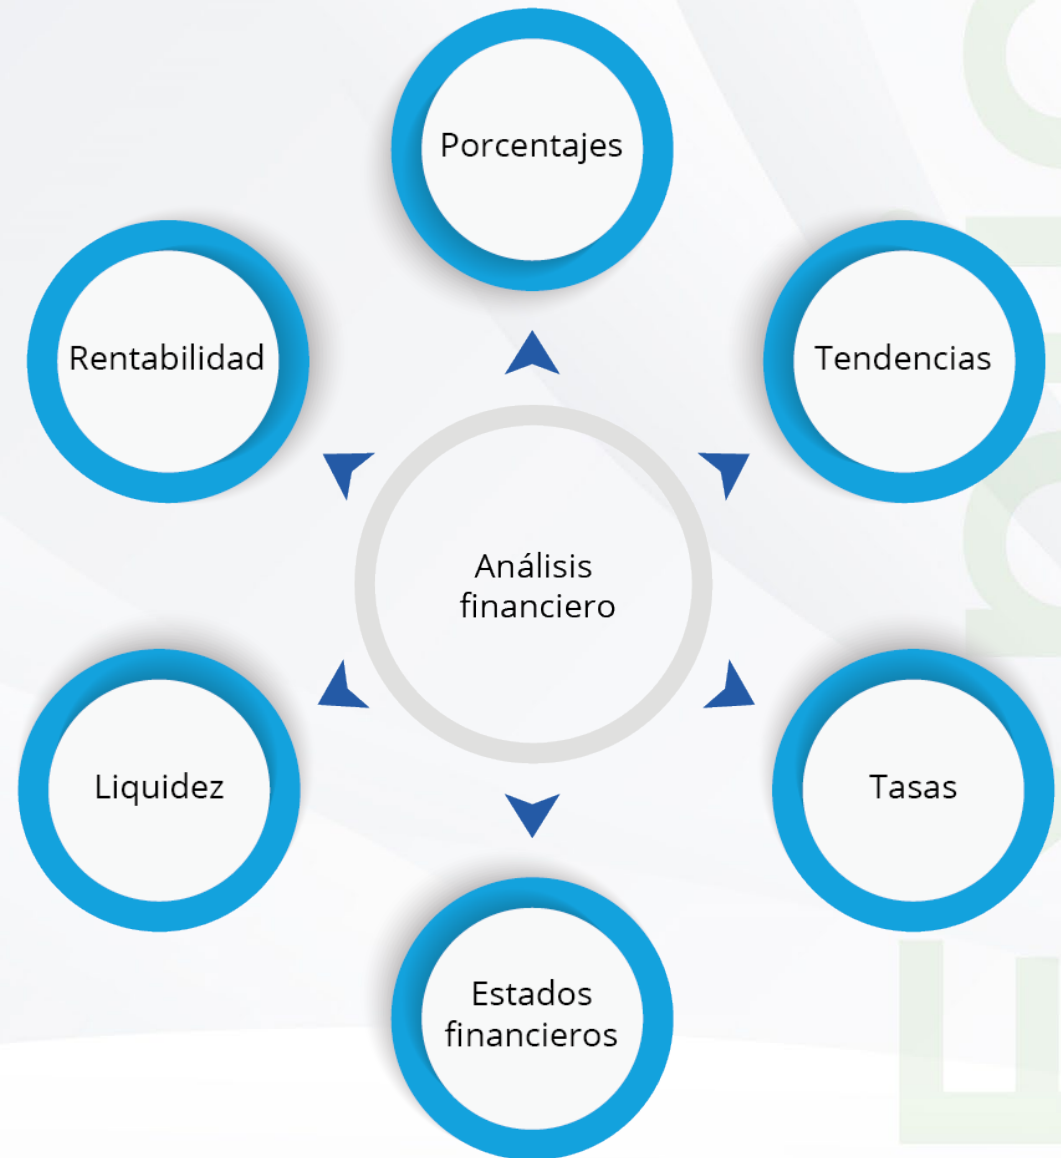 Porcentajes
Rentabilidad
Tendencias
Análisis
financiero
Liquidez
Tasas
Estados
financieros